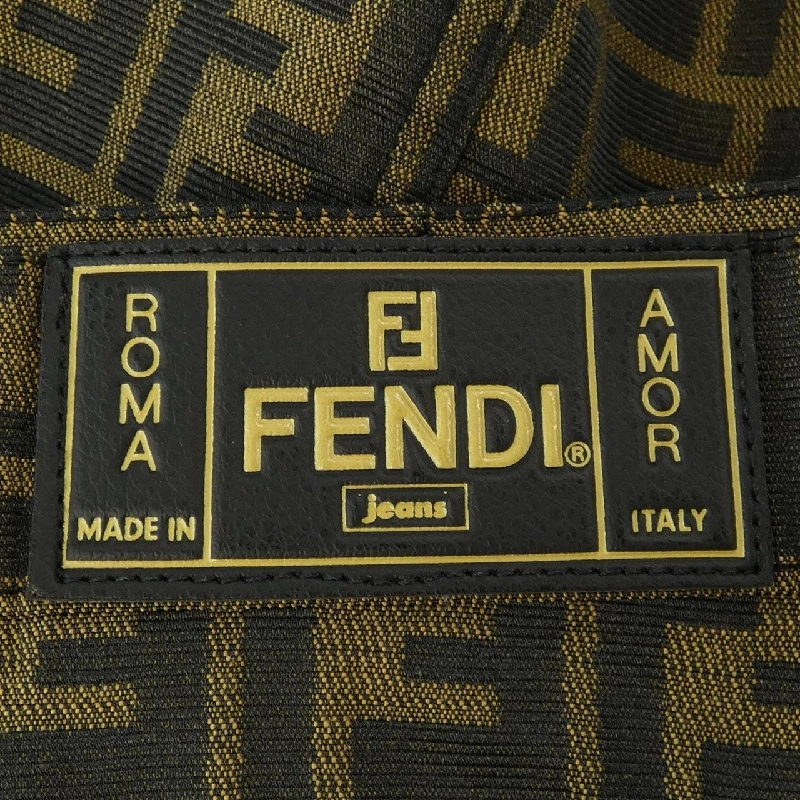 ROMA
MADE IN
FF
FENDI®
jeans
AMOR
ITALY